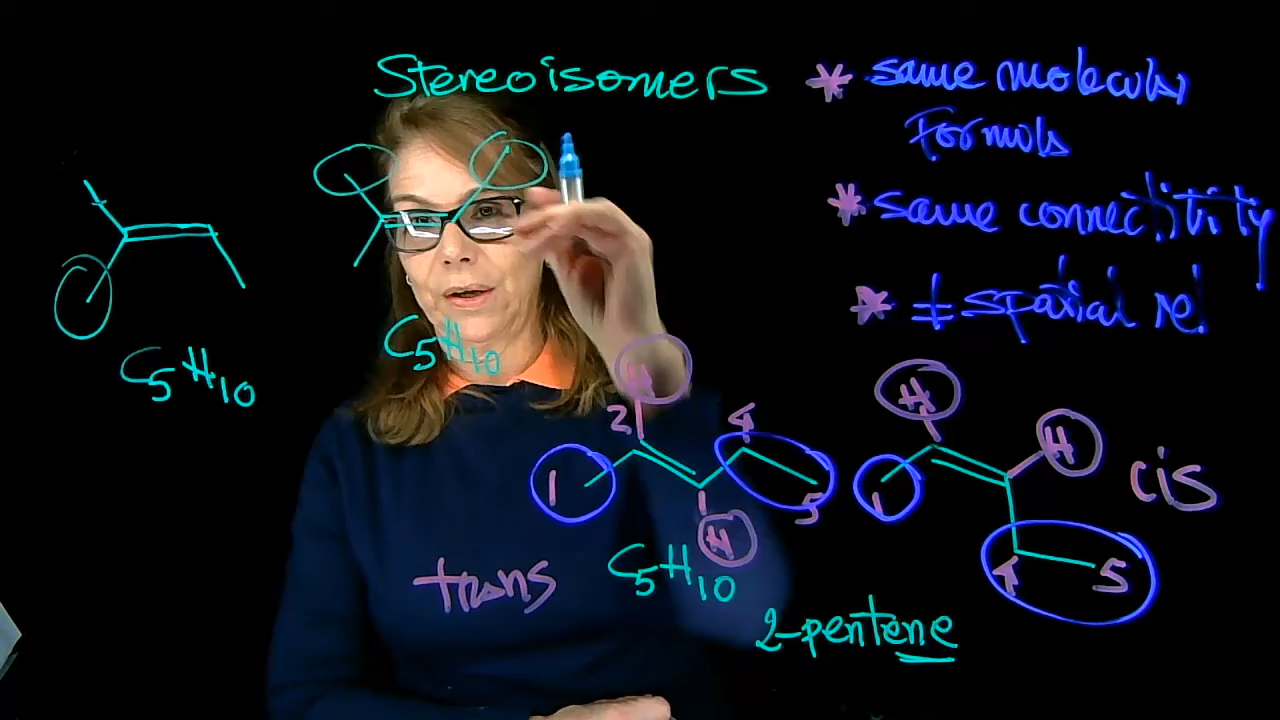 Stereoisomers
* same molecular
Formula
* same connectitity
* ≠ spatial rel
C5H10
C5H10
H
2
4
1
5
H
C5H10
trans
H
H
1
4
5
cis
2-pentene